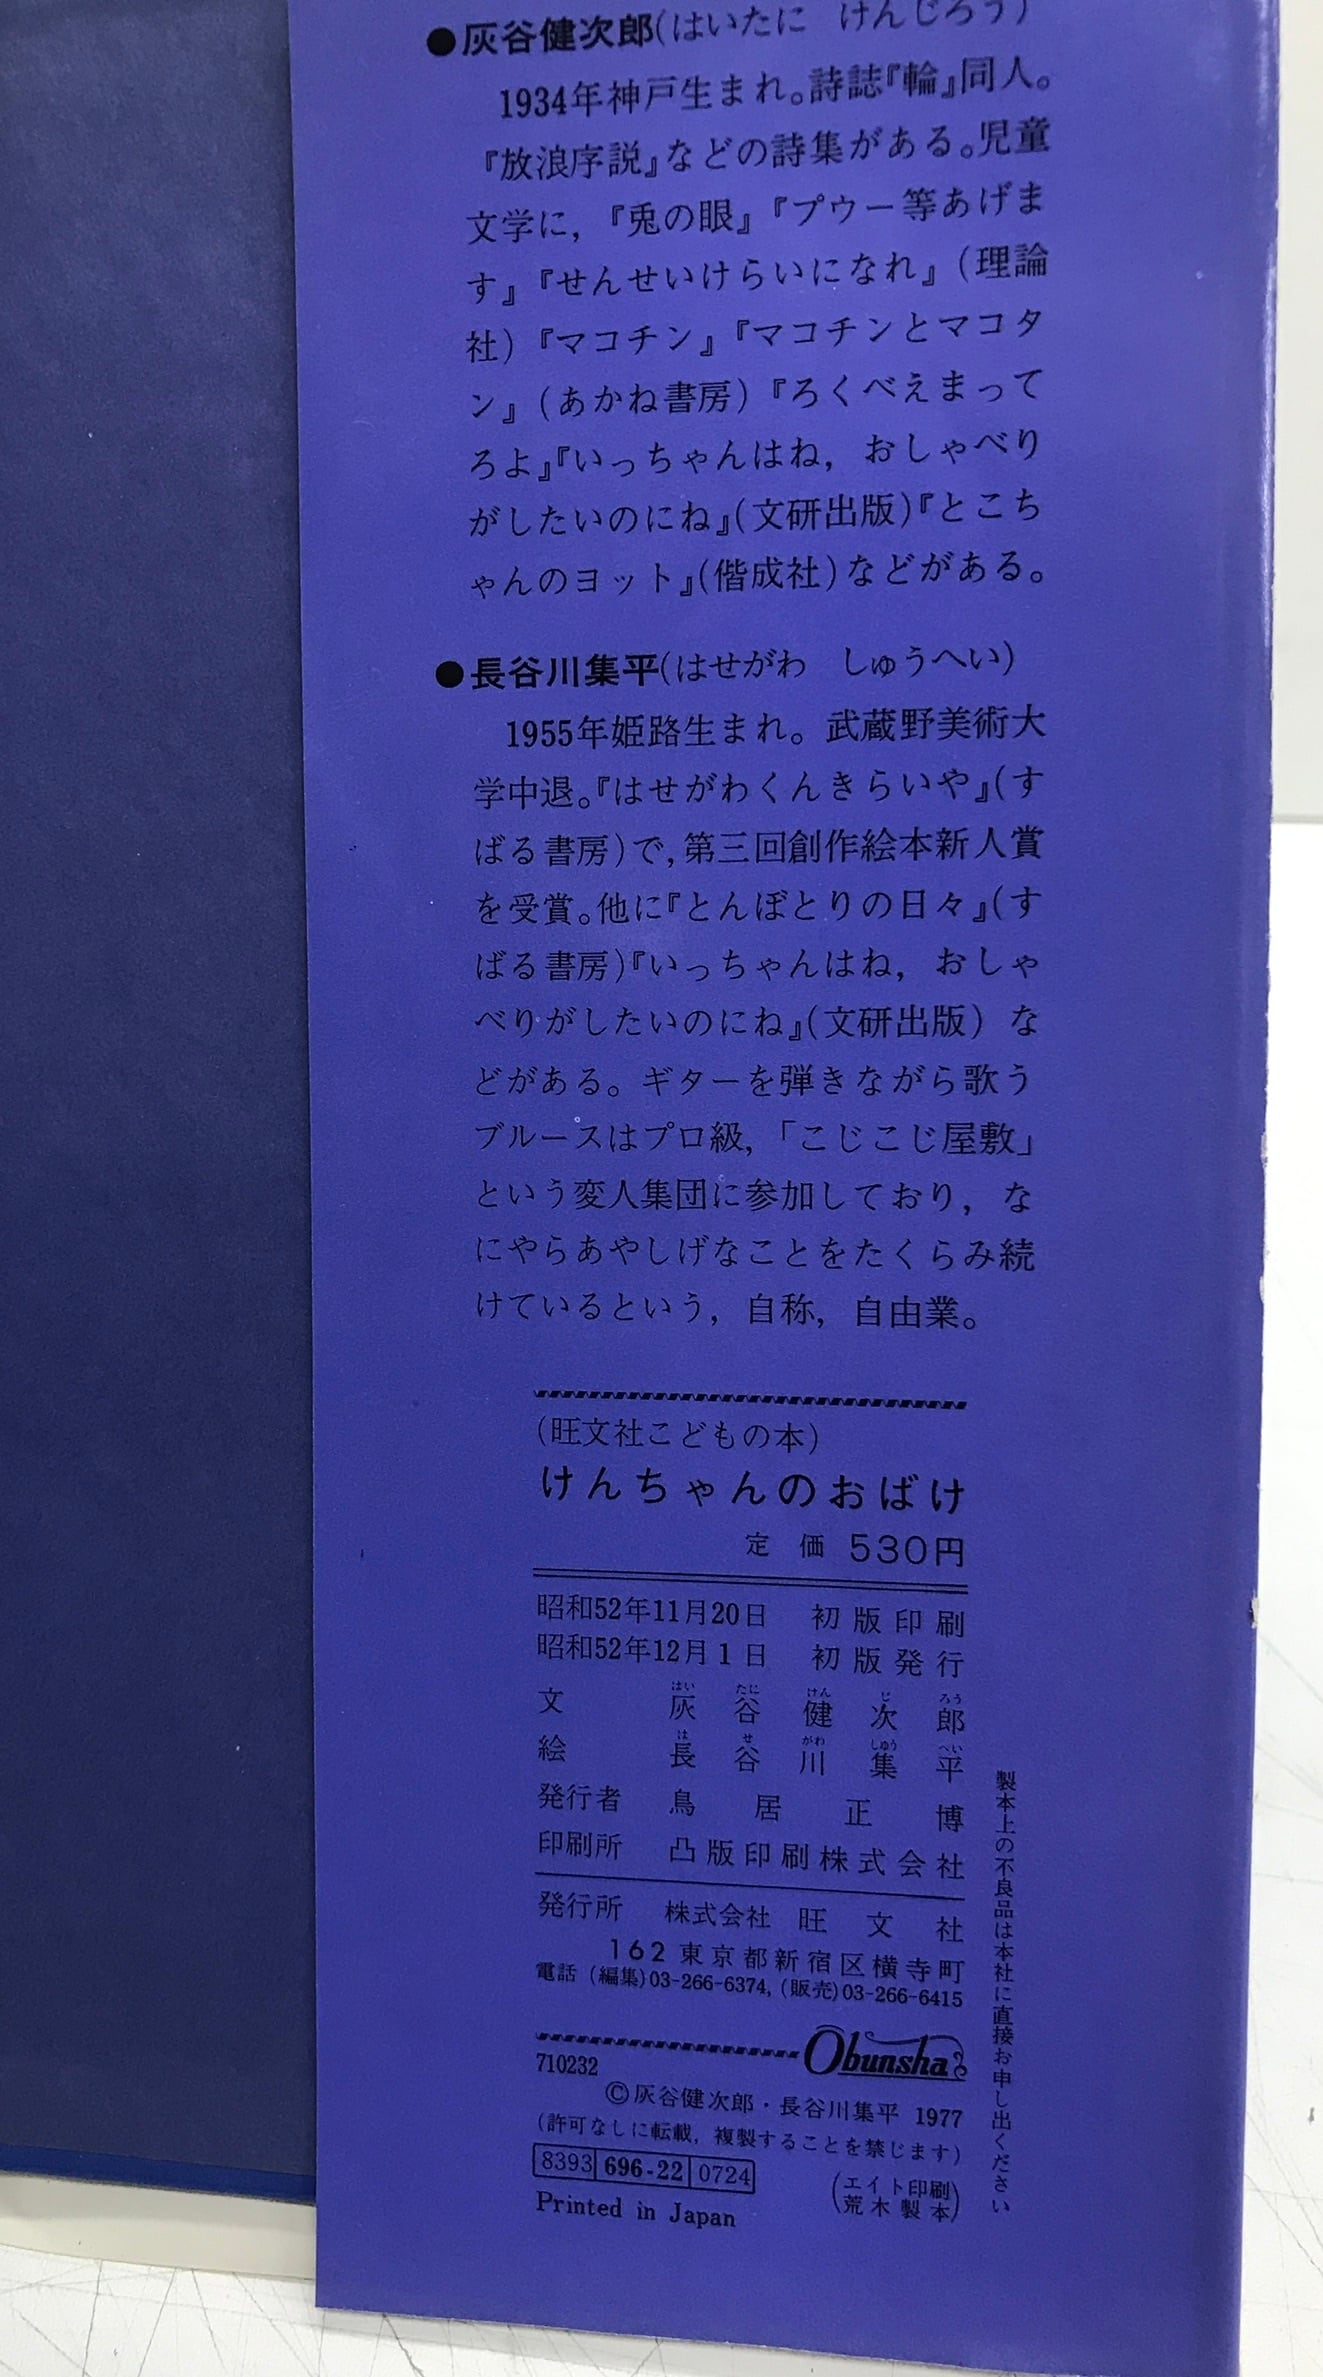 ●灰谷健次郎(はいたに　けんじろう)
1934年神戸生まれ。詩誌『輪』同人。
『放浪序説』などの詩集がある。児童
文学に，『兎の眼』『プゥー等あげま
す』『せんせいけらいになれ』(理論
社)『マコチン』『マコチンとマコタ
ン』(あかね書房)『ろくべえまって
ろよ』『いっちゃんはね，おしゃべり
がしたいのにね』(文研出版)『とこち
ゃんのヨット』(偕成社)などがある。
●長谷川集平(はせがわ　しゅうへい)
1955年姫路生まれ。武蔵野美術大
学中退。『はせがわくんきらいや』(す
ばる書房)で，第三回創作絵本新人賞
を受賞。他に『とんぼとりの日々』(す
ばる書房)『いっちゃんはね，おしゃ
べりがしたいのにね』(文研出版) な
どがある。ギターを弾きながら歌う
ブルースはプロ級，「こじこじ屋敷」
という変人集団に参加しており，な
にやらあやしげなことをたくらみ続
けているという，自称，自由業。
(旺文社こどもの本)
けんちゃんのおばけ
定　価　530円
昭和52年11月20日　初版印刷
昭和52年12月1日　初版発行
はい　たに　けん　じ　ろう
文　灰谷健次郎
は　せ　がわ　しゅう　へい
絵　長谷川集平
発行者　鳥居正博
印刷所　凸版印刷株式会社
発行所　株式会社　旺文社
162 東京都新宿区横寺町
電話 (編集)03-266-6374, (販売)03-266-6415
Obunsha
710232
©灰谷健次郎・長谷川集平 1977
(許可なしに転載，複製することを禁じます)
8393 696-22 0724
(エイト印刷
荒木製本)
Printed in Japan
製本上の不良品は本社に直接お申し出ください